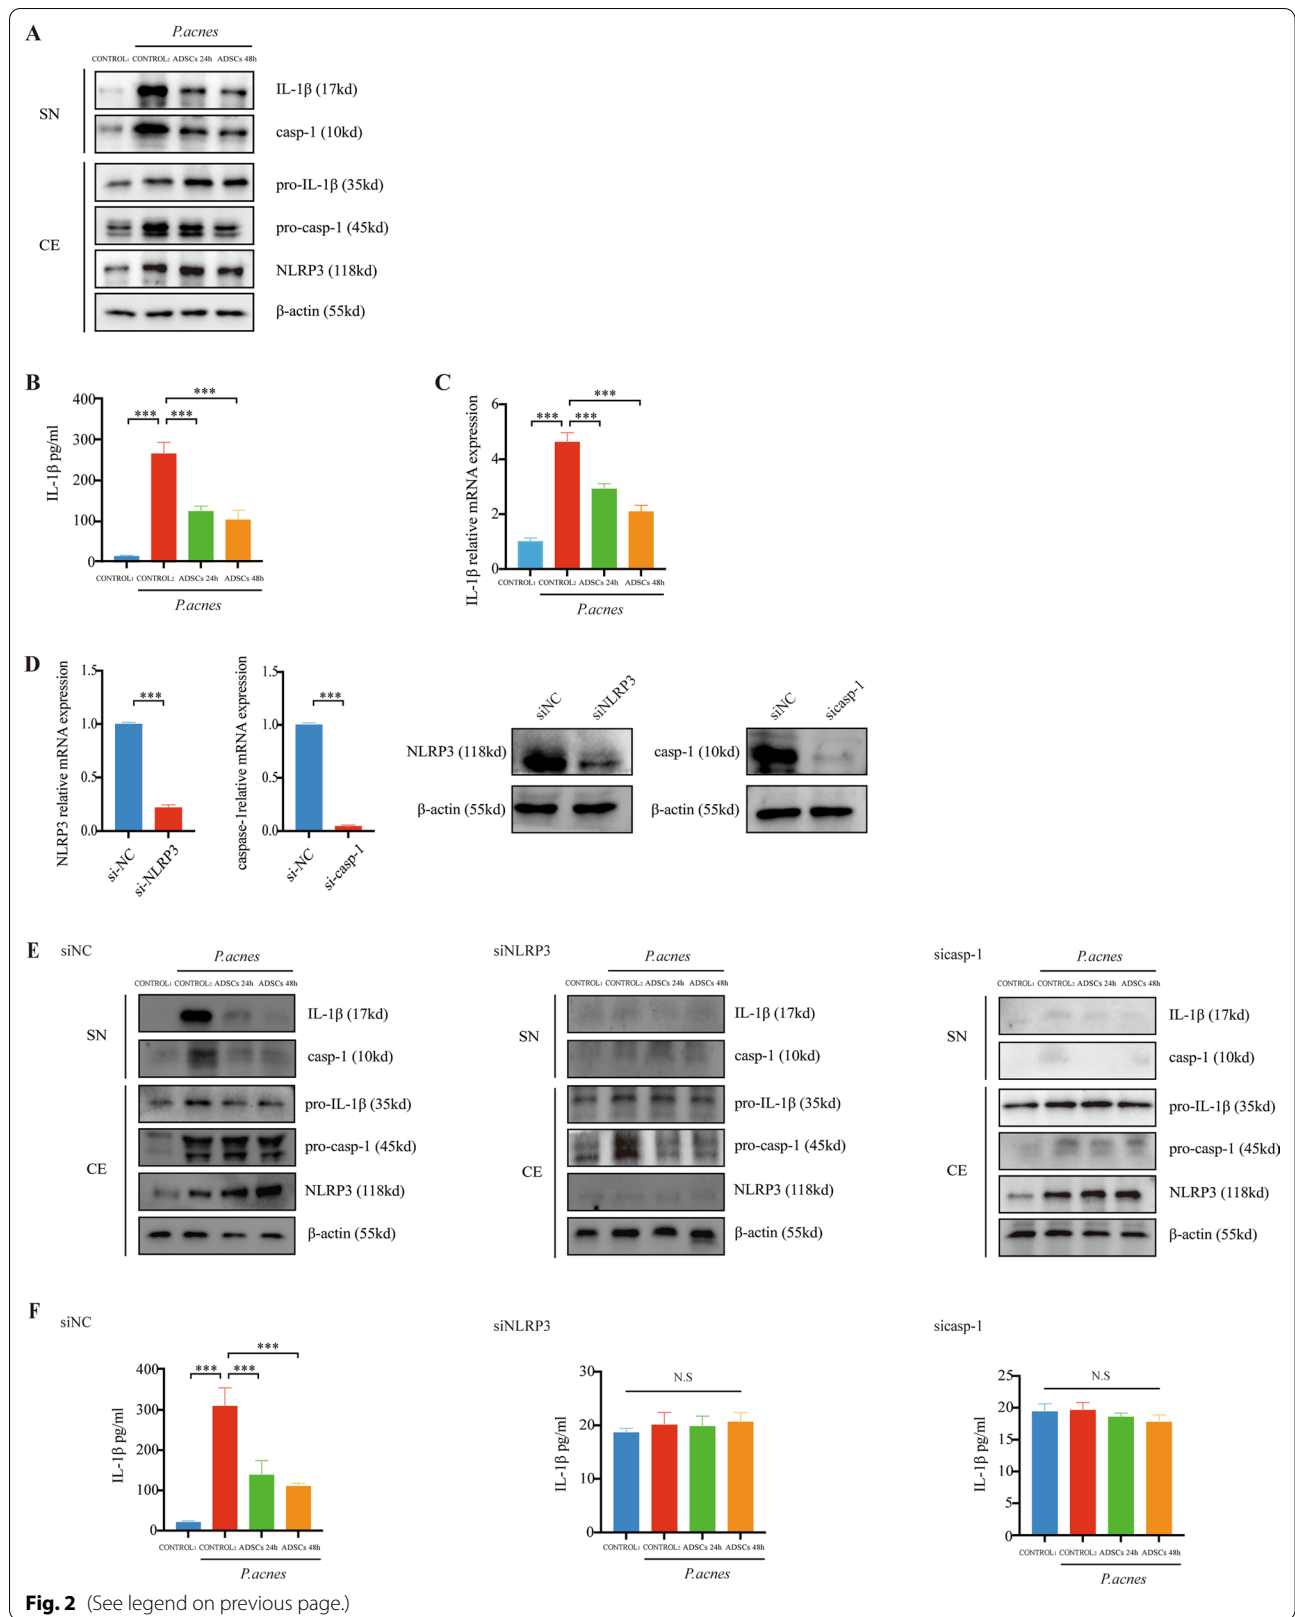 A
P.acnes
CONTROL₁ CONTROL₂ ADSCs 24h ADSCs 48h
SN
IL-1β (17kd)
casp-1 (10kd)
CE
pro-IL-1β (35kd)
pro-casp-1 (45kd)
NLRP3 (118kd)
β-actin (55kd)
B
IL-1β pg/ml
400
300
200
100
0
*** *** ***
CONTROL₁ CONTROL₂ ADSCs 24h ADSCs 48h
P.acnes
C
IL-1β relative mRNA expression
6
4
2
0
*** *** ***
CONTROL₁ CONTROL₂ ADSCs 24h ADSCs 48h
P.acnes
D
NLRP3 relative mRNA expression
1.5
1.0
0.5
0.0
***
si-NC si-NLRP3
caspase-1relative mRNA expression
1.5
1.0
0.5
0.0
***
si-NC si-casp-1
siNC siNLRP3
NLRP3 (118kd)
β-actin (55kd)
siNC sicasp-1
casp-1 (10kd)
β-actin (55kd)
E
siNC
P.acnes
CONTROL₁ CONTROL₂ ADSCs 24h ADSCs 48h
SN
IL-1β (17kd)
casp-1 (10kd)
CE
pro-IL-1β (35kd)
pro-casp-1 (45kd)
NLRP3 (118kd)
β-actin (55kd)
siNLRP3
P.acnes
CONTROL₁ CONTROL₂ ADSCs 24h ADSCs 48h
SN
IL-1β (17kd)
casp-1 (10kd)
CE
pro-IL-1β (35kd)
pro-casp-1 (45kd)
NLRP3 (118kd)
β-actin (55kd)
sicasp-1
P.acnes
CONTROL₁ CONTROL₂ ADSCs 24h ADSCs 48h
SN
IL-1β (17kd)
casp-1 (10kd)
CE
pro-IL-1β (35kd)
pro-casp-1 (45kd)
NLRP3 (118kd)
β-actin (55kd)
F
siNC
IL-1β pg/ml
400
300
200
100
0
*** *** ***
CONTROL₁ CONTROL₂ ADSCs 24h ADSCs 48h
P.acnes
siNLRP3
IL-1β pg/ml
30
20
10
0
N.S
CONTROL₁ CONTROL₂ ADSCs 24h ADSCs 48h
P.acnes
sicasp-1
IL-1β pg/ml
25
20
15
10
5
0
N.S
CONTROL₁ CONTROL₂ ADSCs 24h ADSCs 48h
P.acnes
Fig. 2 (See legend on previous page.)